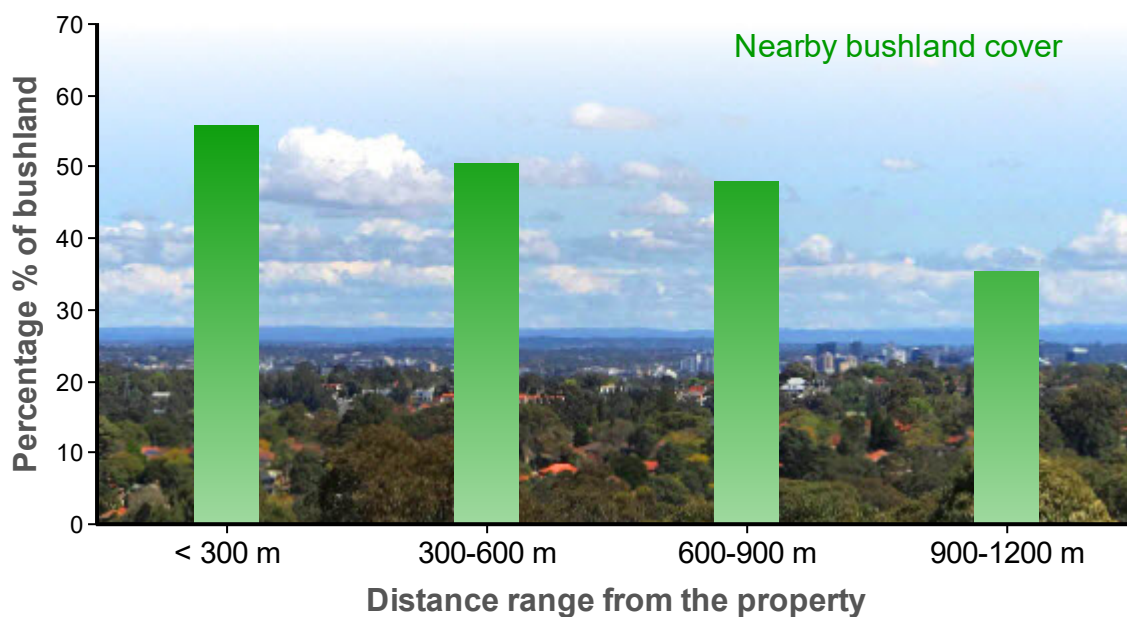 Nearby bushland cover
Percentage % of bushland
70
60
50
40
30
20
10
0
< 300 m
300-600 m
600-900 m
900-1200 m
Distance range from the property